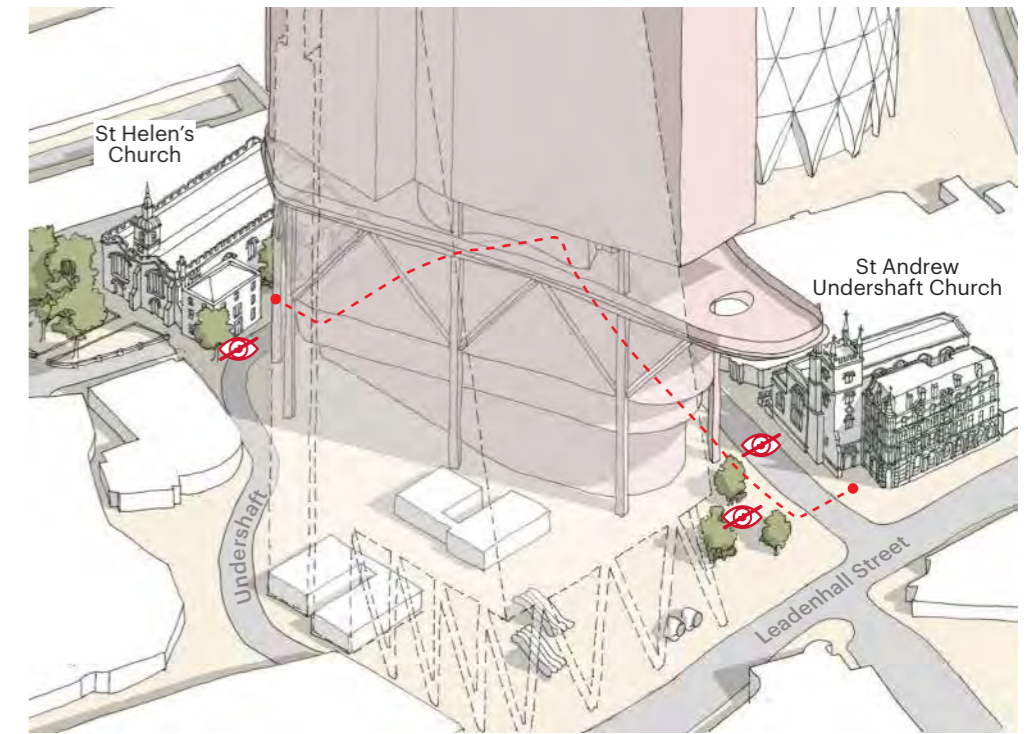 St Helen's
Church
St Andrew
Undershaft Church
Undershaft
Leadenhall Street